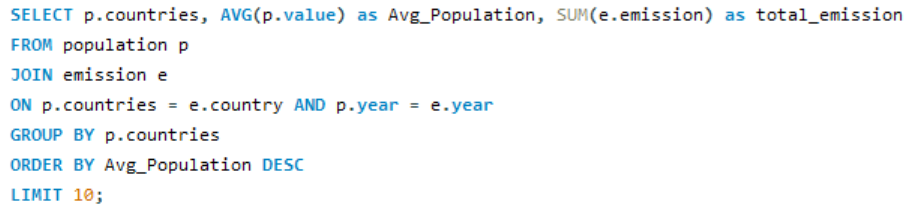 SELECT p.countries, AVG(p.value) as Avg_Population, SUM(e.emission) as total_emission
FROM population p
JOIN emission e
ON p.countries = e.country AND p.year = e.year
GROUP BY p.countries
ORDER BY Avg_Population DESC
LIMIT 10;